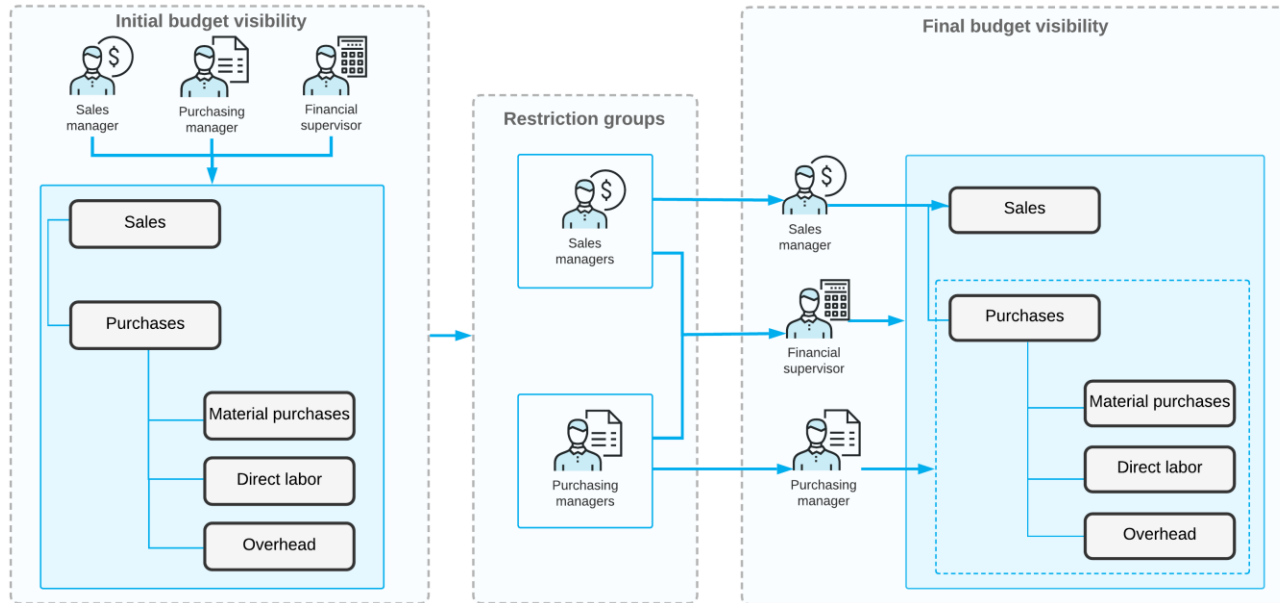 Initial budget visibility
Sales
manager
Purchasing
manager
Financial
supervisor
Sales
Purchases
Material purchases
Direct labor
Overhead
Restriction groups
$
Sales
managers
Purchasing
managers
Final budget visibility
$
Sales
manager
Financial
supervisor
Purchasing
manager
Sales
Purchases
Material purchases
Direct labor
Overhead